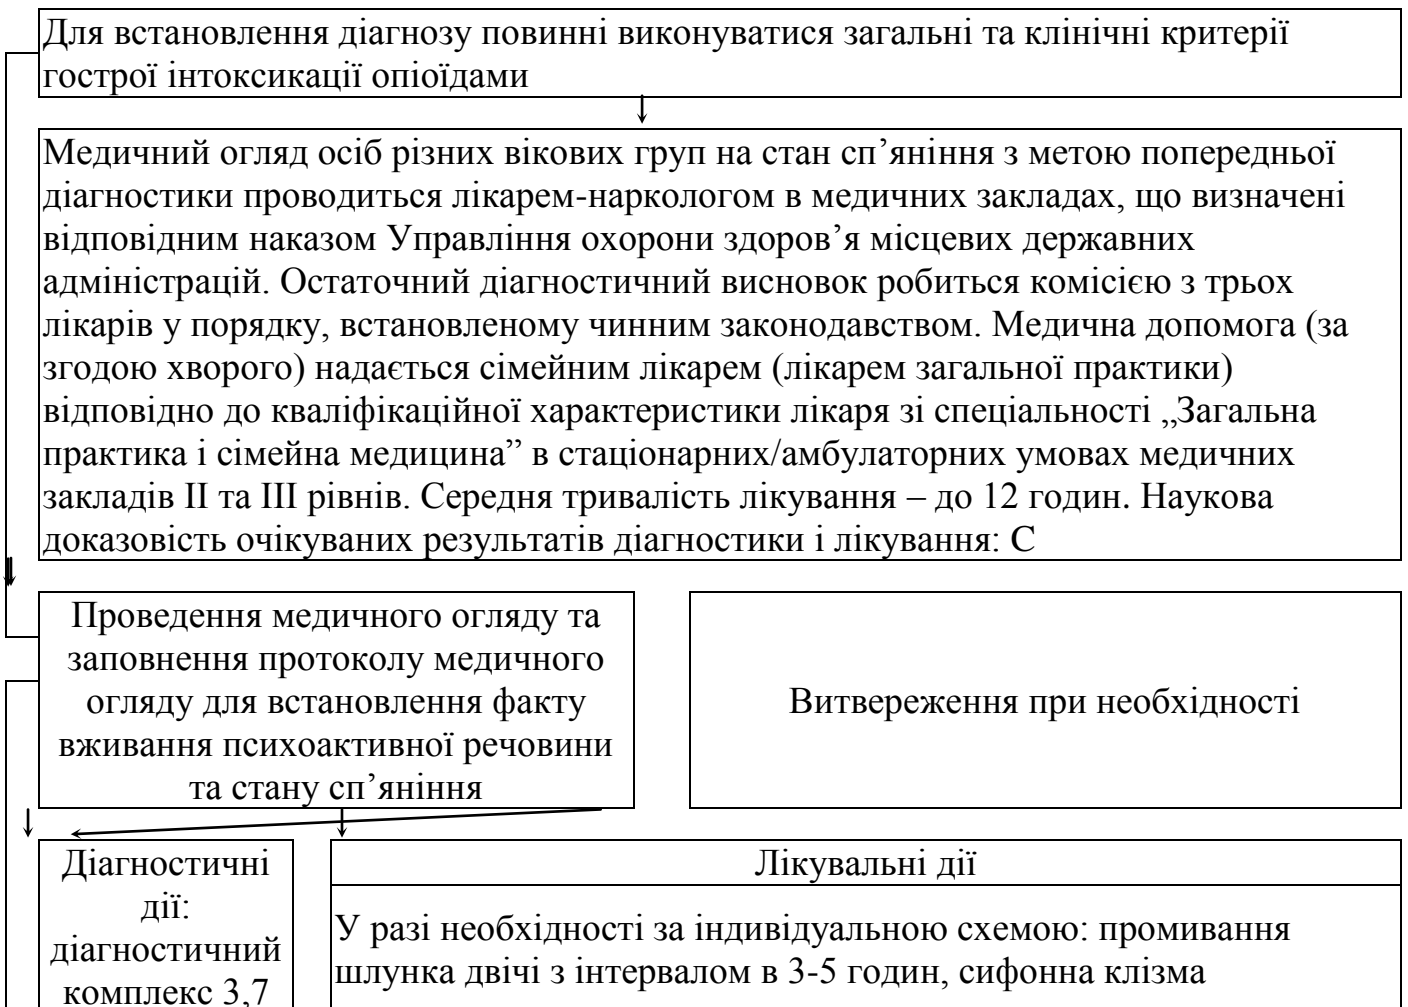 Для встановлення діагнозу повинні виконуватися загальні та клінічні критерії
гострої інтоксикації опіоїдами
Медичний огляд осіб різних вікових груп на стан сп’яніння з метою попередньої
діагностики проводиться лікарем-наркологом в медичних закладах, що визначені
відповідним наказом Управління охорони здоров’я місцевих державних
адміністрацій. Остаточний діагностичний висновок робиться комісією з трьох
лікарів у порядку, встановленому чинним законодавством. Медична допомога (за
згодою хворого) надається сімейним лікарем (лікарем загальної практики)
відповідно до кваліфікаційної характеристики лікаря зі спеціальності „Загальна
практика і сімейна медицина” в стаціонарних/амбулаторних умовах медичних
закладів ІІ та ІІІ рівнів. Середня тривалість лікування – до 12 годин. Наукова
доказовість очікуваних результатів діагностики і лікування: С
Проведення медичного огляду та
заповнення протоколу медичного
огляду для встановлення факту
вживання психоактивної речовини
та стану сп’яніння
Витвереження при необхідності
Діагностичні
дії:
діагностичний
комплекс 3,7
Лікувальні дії
У разі необхідності за індивідуальною схемою: промивання
шлунка двічі з інтервалом в 3-5 годин, сифонна клізма